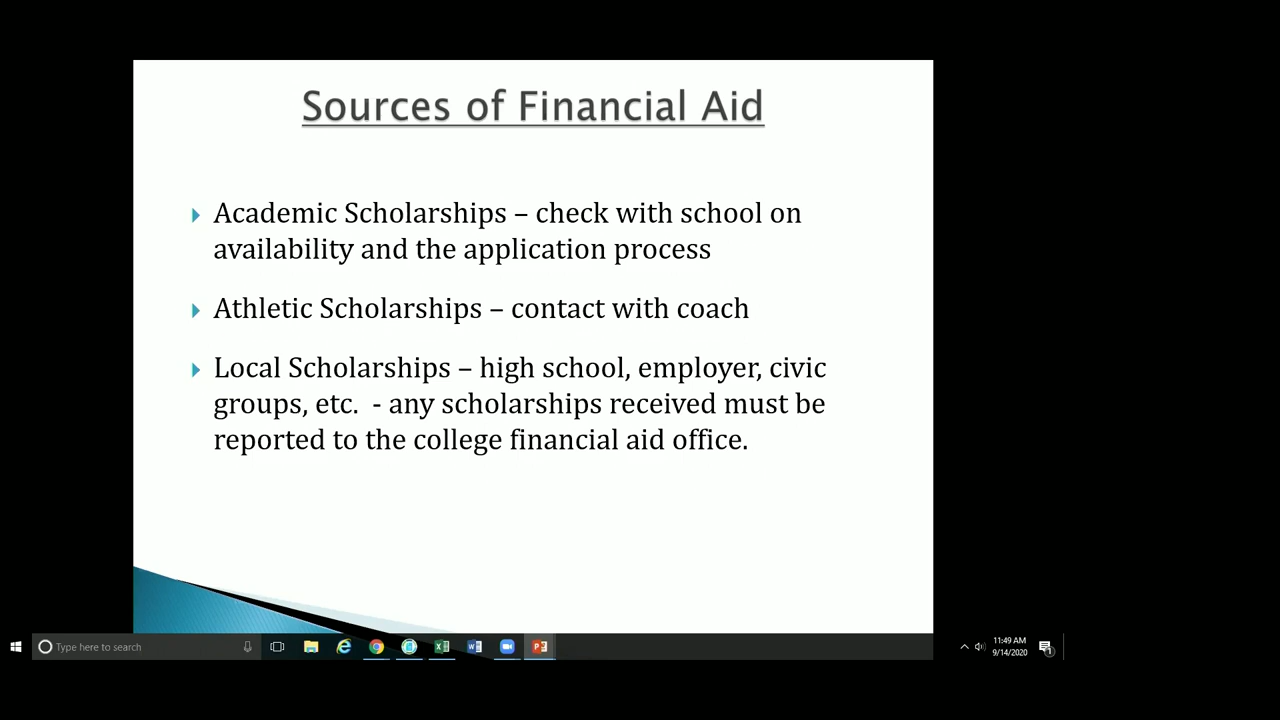 Sources of Financial Aid
Academic Scholarships – check with school on
availability and the application process
Athletic Scholarships – contact with coach
Local Scholarships – high school, employer, civic
groups, etc.  - any scholarships received must be
reported to the college financial aid office.
Type here to search
11:49 AM
9/14/2020
1